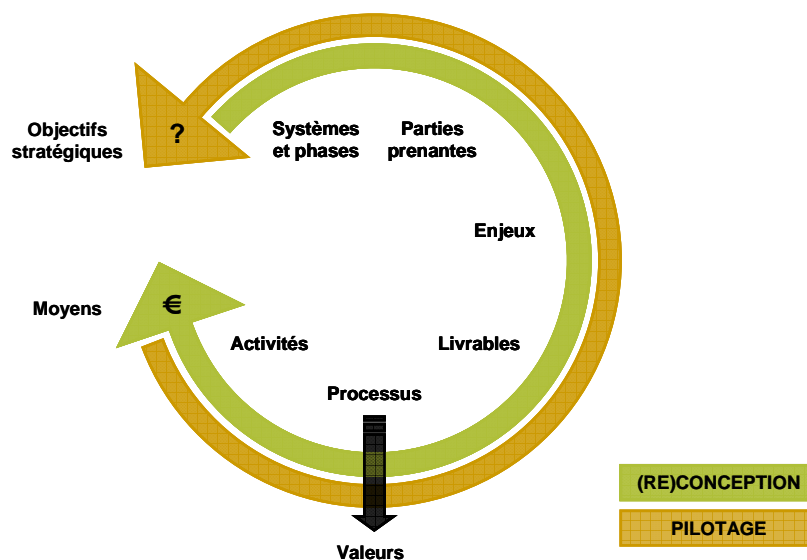 Objectifs
stratégiques
?
Systèmes
et phases
Parties
prenantes
Enjeux
Moyens
€
Activités
Livrables
Processus
Valeurs
(RE)CONCEPTION
PILOTAGE